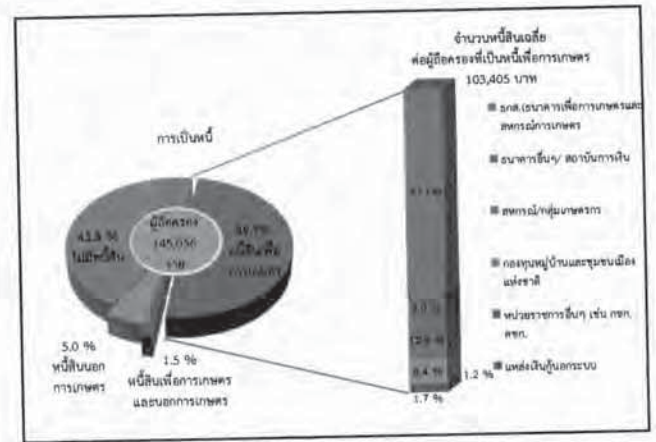 จำนวนหนี้สินเฉลี่ย
ต่อผู้ถือครองที่เป็นหนี้เพื่อการเกษตร
103,405 บาท
การเป็นหนี้
ผู้ถือครอง
ราย
43.8 %
ไม่มีหนี้สิน
หนี้สินเพื่อ
การเกษตร
5.0 %
หนี้สินนอก
การเกษตร
1.5 %
หนี้สินเพื่อการเกษตร
และนอกการเกษตร
8.4 %
1.2 %
1.7 %
ธกส.(ธนาคารเพื่อการเกษตรและ
สหกรณ์การเกษตร
ธนาคารอื่นๆ/ สถาบันการเงิน
สหกรณ์/กลุ่มเกษตรกร
กองทุนหมู่บ้านและชุมชนเมือง
แห่งชาติ
หน่วยราชการอื่นๆ เช่น กขก.
คชก.
แหล่งเงินกู้นอกระบบ